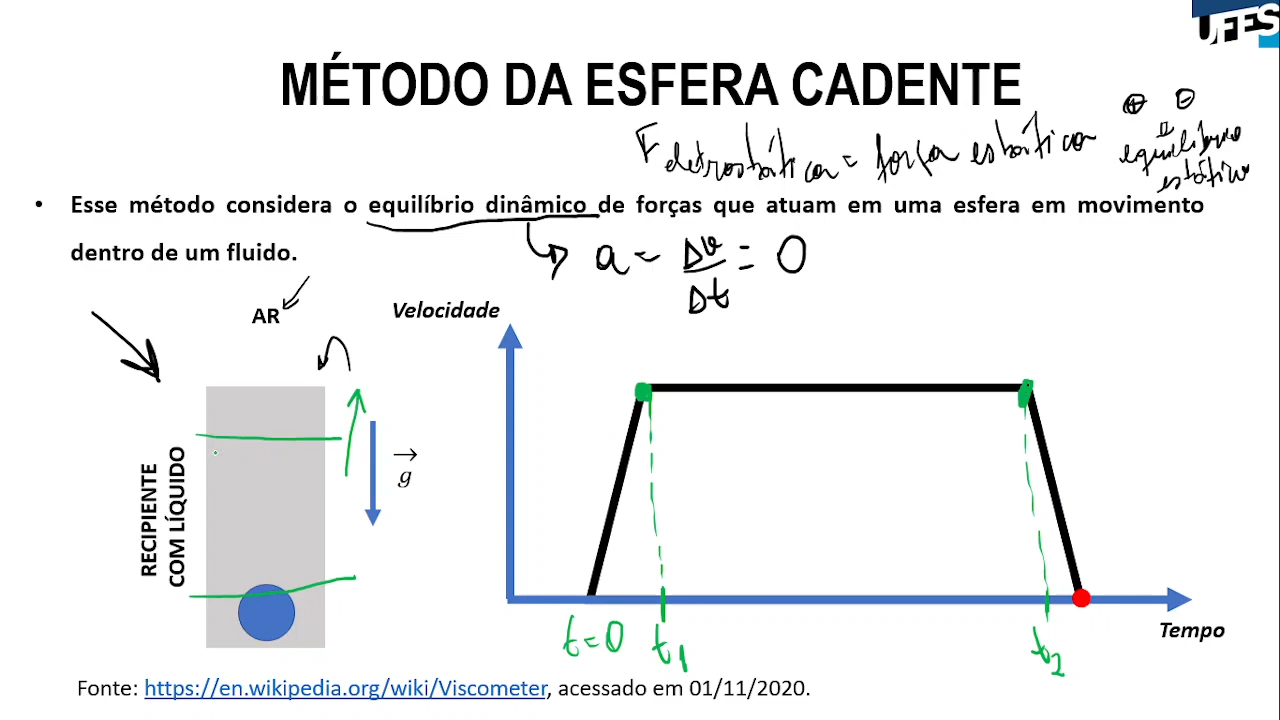 UFES
MÉTODO DA ESFERA CADENTE
⊕ ⊖
Feletrostática = força estática
equilíbrio
estático
• Esse método considera o equilíbrio dinâmico de forças que atuam em uma esfera em movimento
dentro de um fluido.
a = Δv/Δt = 0
AR
Velocidade
RECIPIENTE
COM LÍQUIDO
g
t=0 t1 t2
Tempo
Fonte: https://en.wikipedia.org/wiki/Viscometer, acessado em 01/11/2020.